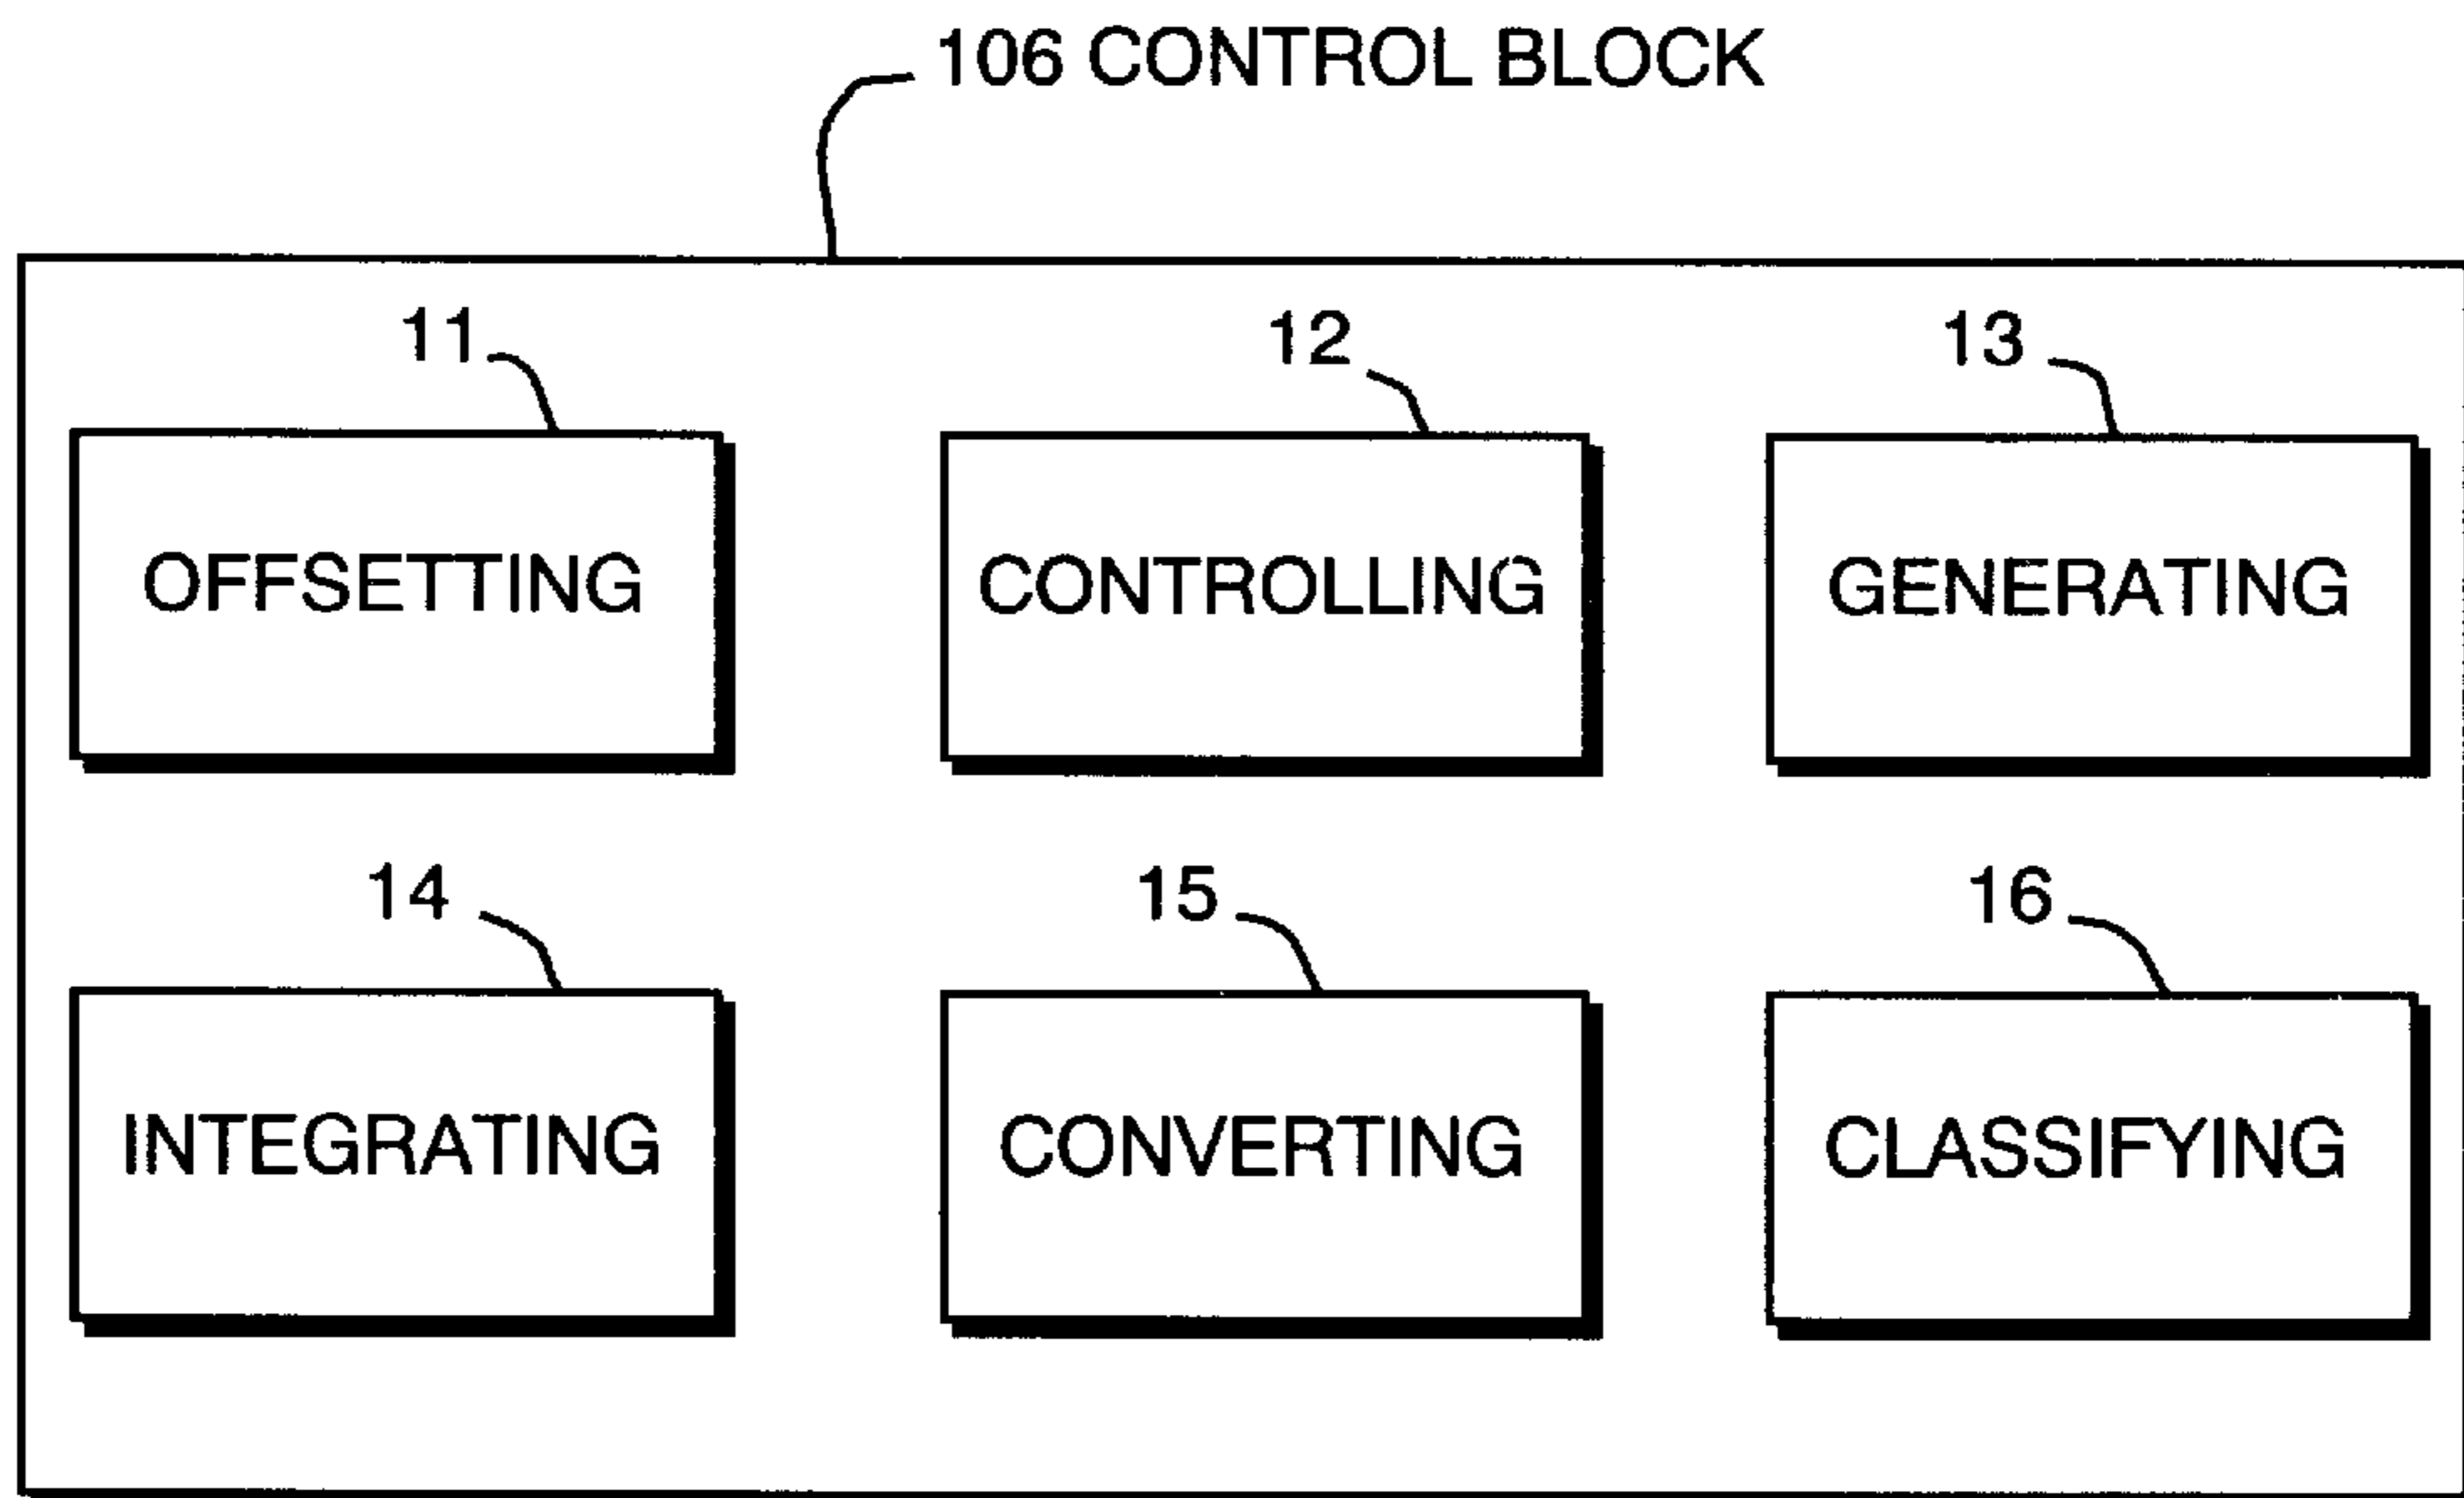 106 CONTROL BLOCK
11
12
13
OFFSETTING
CONTROLLING
GENERATING
14
15
16
INTEGRATING
CONVERTING
CLASSIFYING